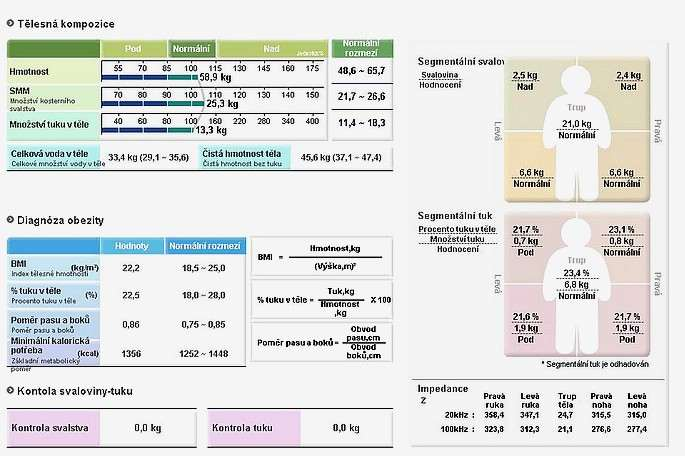 Tělesná kompozice
Pod Normální Nad Jednotka:% Normální rozmezí
Hmotnost 55 70 85 100 115 130 145 160 175 58,9 kg 48,6 ~ 65,7
SMM Množství kosterního svalstva 70 80 90 100 110 120 130 140 150 25,3 kg 21,7 ~ 26,6
Množství tuku v těle 40 60 80 100 160 220 280 340 400 13,3 kg 11,4 ~ 18,3
Celková voda v těle 33,4 kg (29,1 ~ 35,6) Čistá hmotnost těla 45,6 kg (37,1 ~ 47,4)
Celkové množství vody v těle Čistá hmotnost bez tuku
Diagnóza obezity
Hodnoty Normální rozmezí
BMI (kg/m²) 22,2 18,5 ~ 25,0
Index tělesné hmotnosti
% tuku v těle (%) 22,5 18,0 ~ 28,0
Procento tuku v těle
Poměr pasu a boků 0,86 0,75 ~ 0,85
Poměr pasu a boků
Minimální kalorická potřeba (kcal) 1356 1252 ~ 1448
Základní metabolický poměr
BMI = Hmotnost,kg
(Výška,m)²
% tuku v těle = Tuk,kg X 100
Hmotnost ,kg
Poměr pasu a boků = Obvod pasu,cm
Obvod boků,cm
Kontola svaloviny-tuku
Kontrola svalstva 0,0 kg Kontrola tuku 0,0 kg
Segmentální svalov
Svalovina
Hodnocení
2,5 kg 2,4 kg
Nad Nad
Trup
21,0 kg
Normální
Levá Pravá
6,6 kg 6,6 kg
Normální Normální
Segmentální tuk
Procento tuku v těle
Množství tuku
Hodnocení
21,7 % 23,1 %
0,7 kg 0,8 kg
Pod Normální
Trup
23,4 %
6,8 kg
Normální
Levá Pravá
21,6 % 21,7 %
1,9 kg 1,9 kg
Pod Pod
* Segmentální tuk je odhadován
Impedance Z Pravá ruka Levá ruka Trup těla Pravá noha Levá noha
20kHz : 358,4 347,1 24,7 315,5 315,0
100kHz : 323,8 312,3 21,1 276,6 277,4